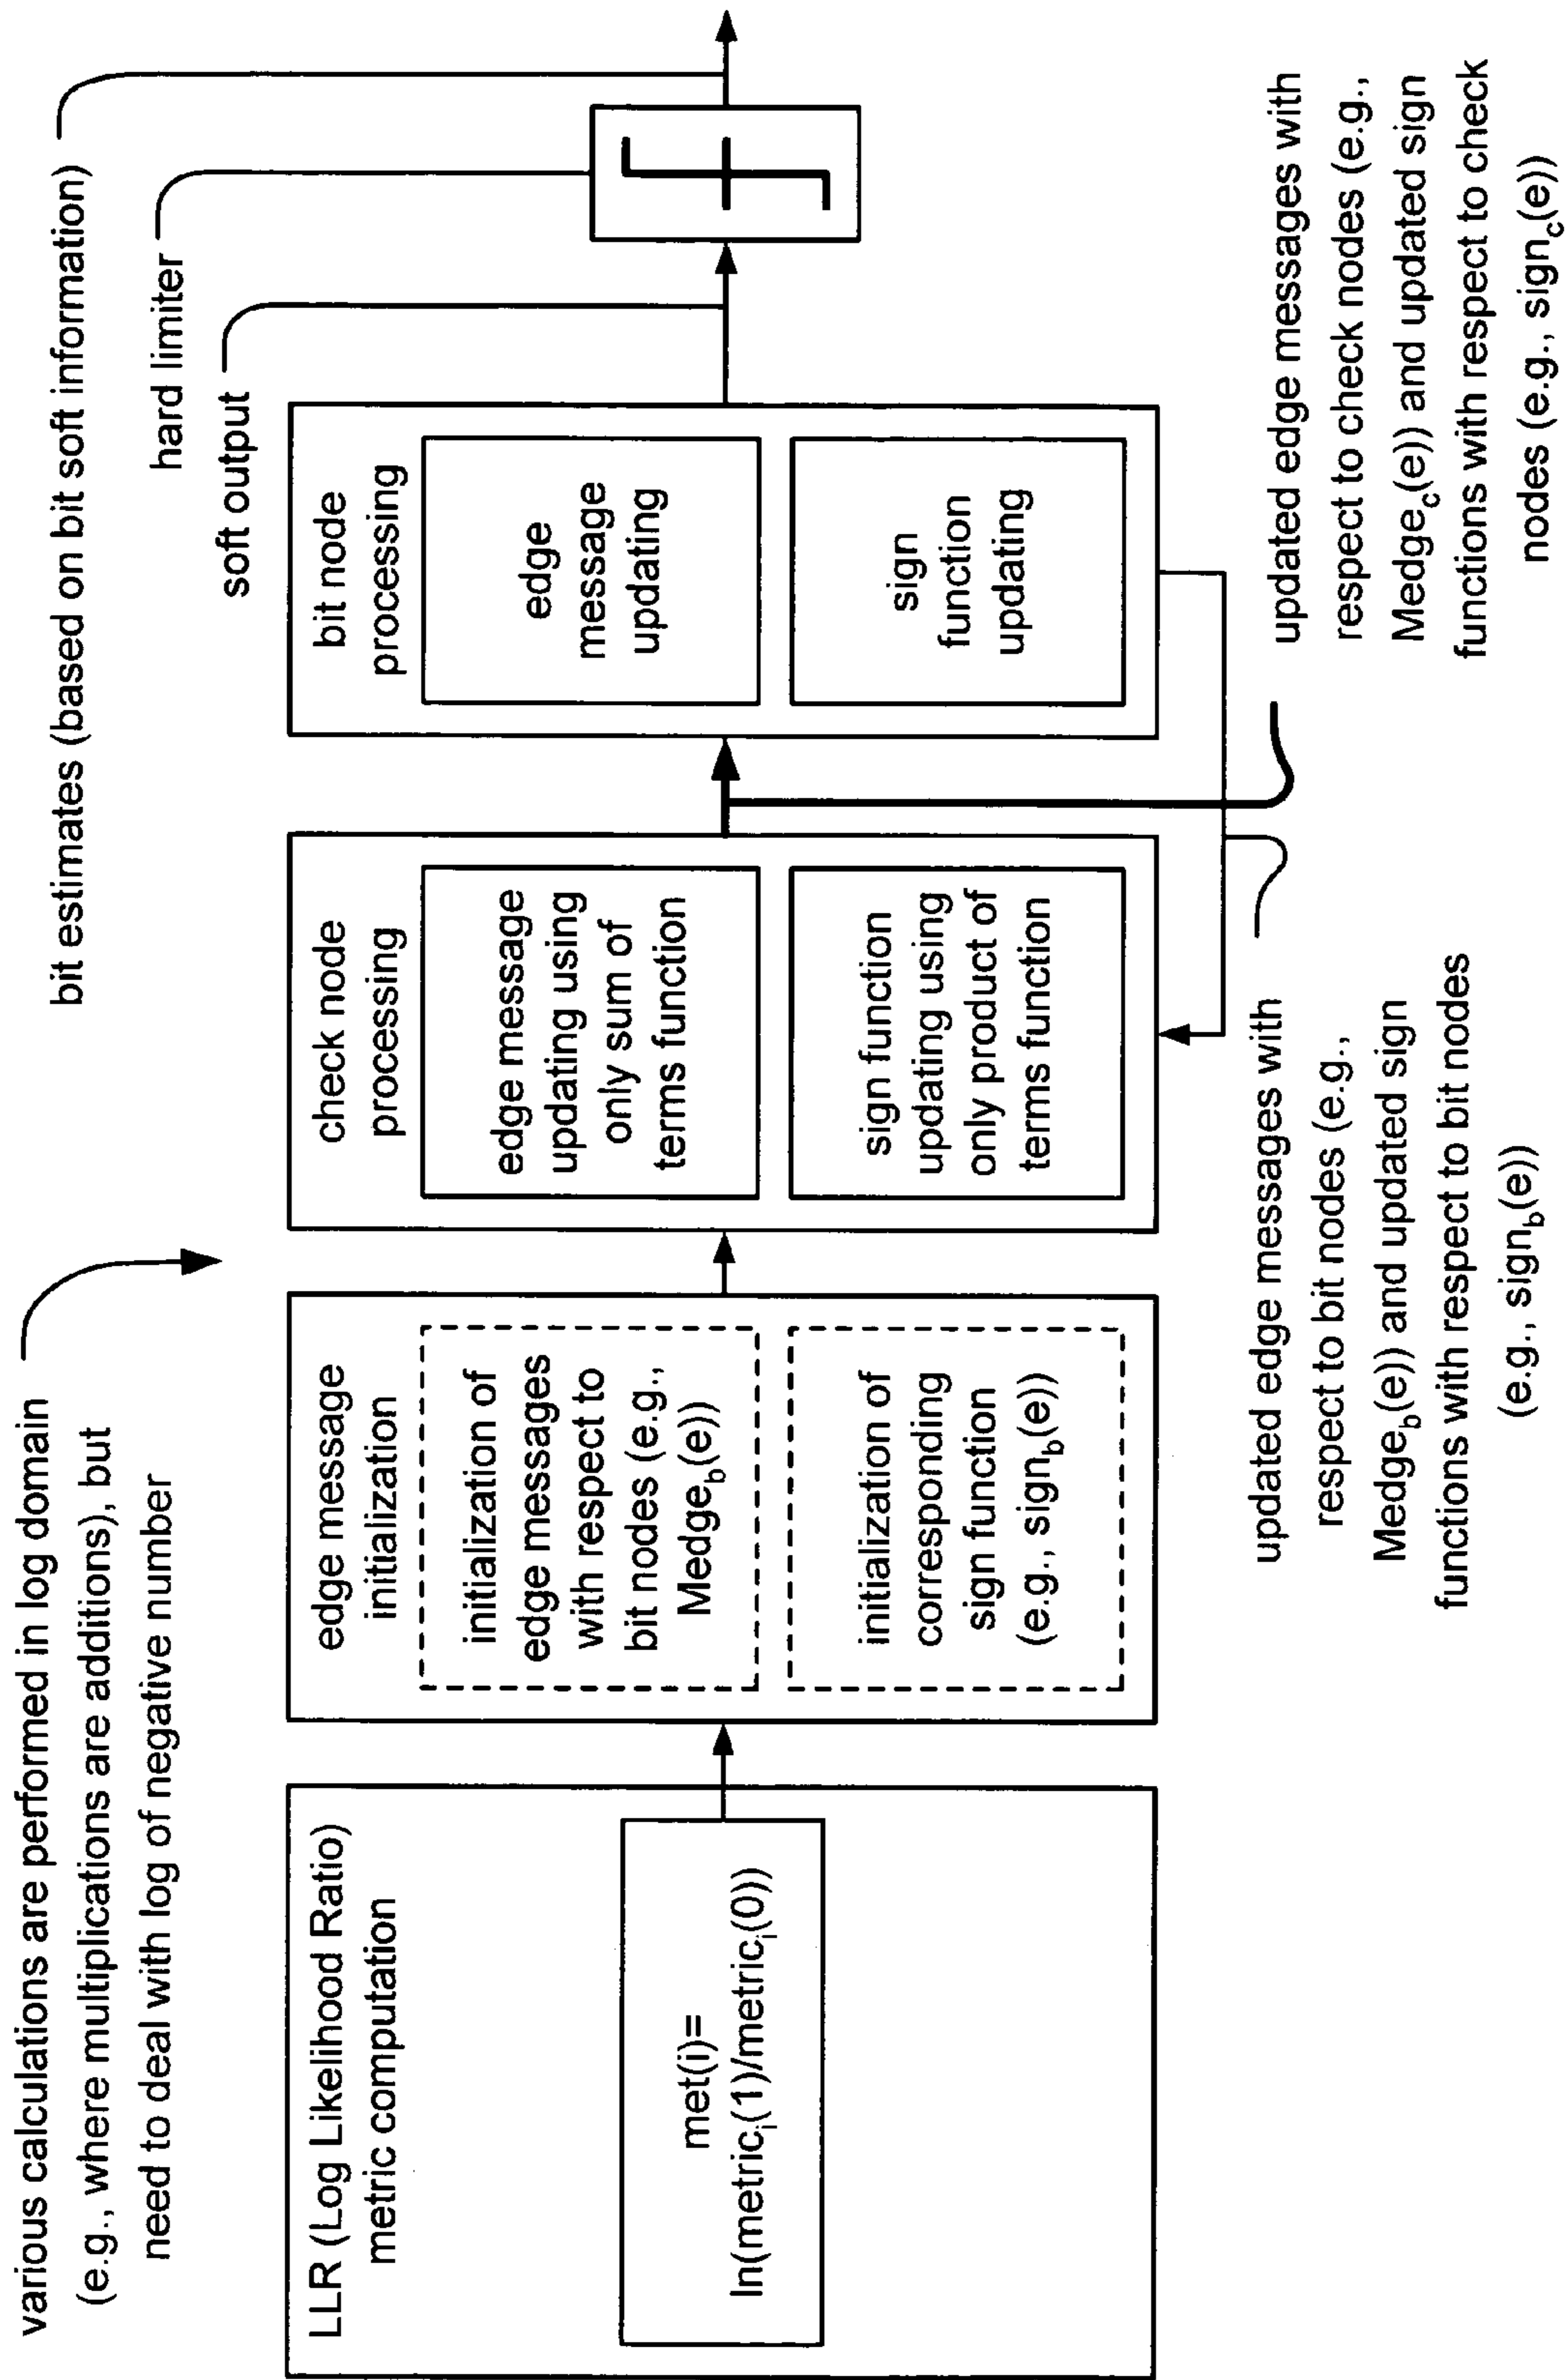 various calculations are performed in log domain
(e.g., where multiplications are additions), but
need to deal with log of negative number
bit estimates (based on bit soft information)
hard limiter
soft output
LLR (Log Likelihood Ratio)
metric computation
met(i)=
ln(metricᵢ(1)/metricᵢ(0))
edge message
initialization
initialization of
edge messages
with respect to
bit nodes (e.g.,
Medge_b(e))
initialization of
corresponding
sign function
(e.g., sign_b(e))
check node
processing
edge message
updating using
only sum of
terms function
sign function
updating using
only product of
terms function
bit node
processing
edge
message
updating
sign
function
updating
updated edge messages with
respect to bit nodes (e.g.,
Medge_b(e)) and updated sign
functions with respect to bit nodes
(e.g., sign_b(e))
updated edge messages with
respect to check nodes (e.g.,
Medge_c(e)) and updated sign
functions with respect to check
nodes (e.g., sign_c(e))